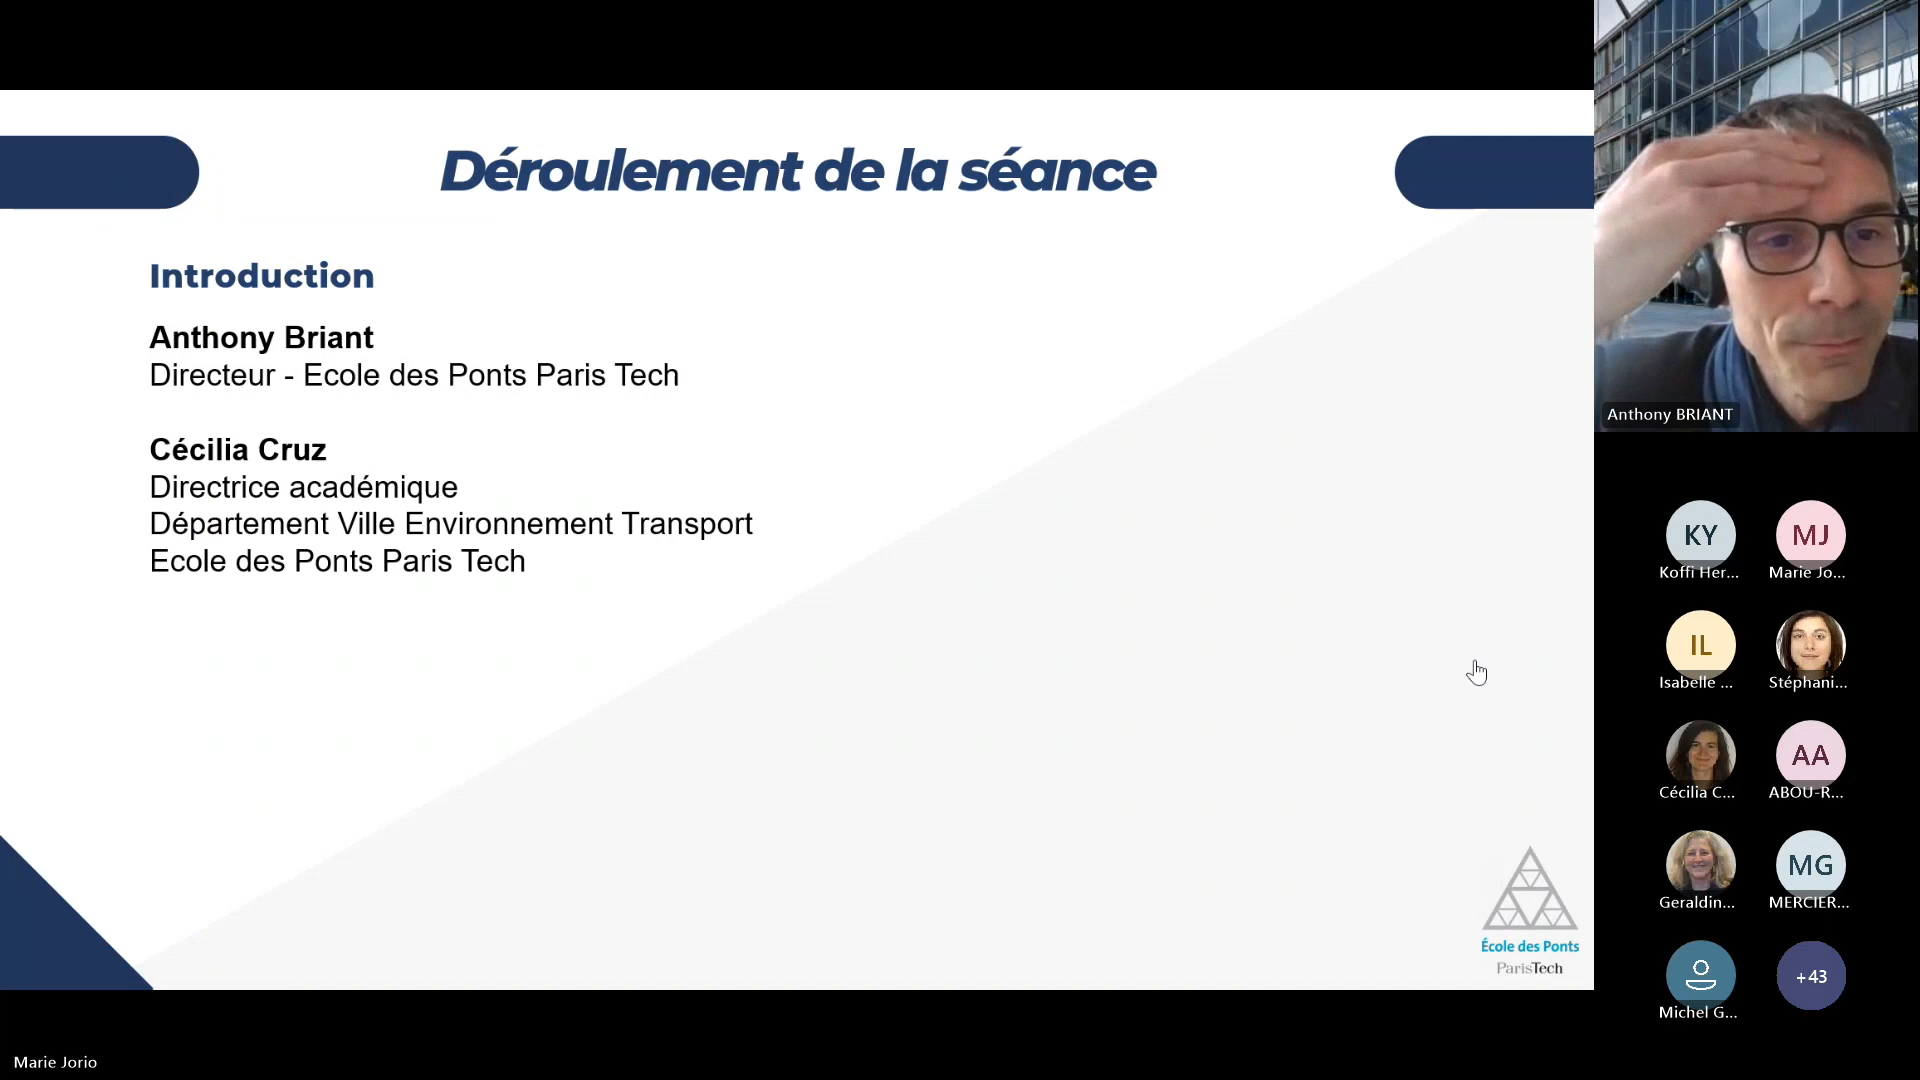 Déroulement de la séance
Introduction
Anthony Briant
Directeur - Ecole des Ponts Paris Tech
Cécilia Cruz
Directrice académique
Département Ville Environnement Transport
Ecole des Ponts Paris Tech
École des Ponts
ParisTech
Anthony BRIANT
KY
MJ
Koffi Her...
Marie Jo...
IL
Isabelle ...
Stéphani...
AA
Cécilia C...
ABOU-R...
MG
Geraldin...
MERCIER...
+43
Michel G...
Marie Jorio